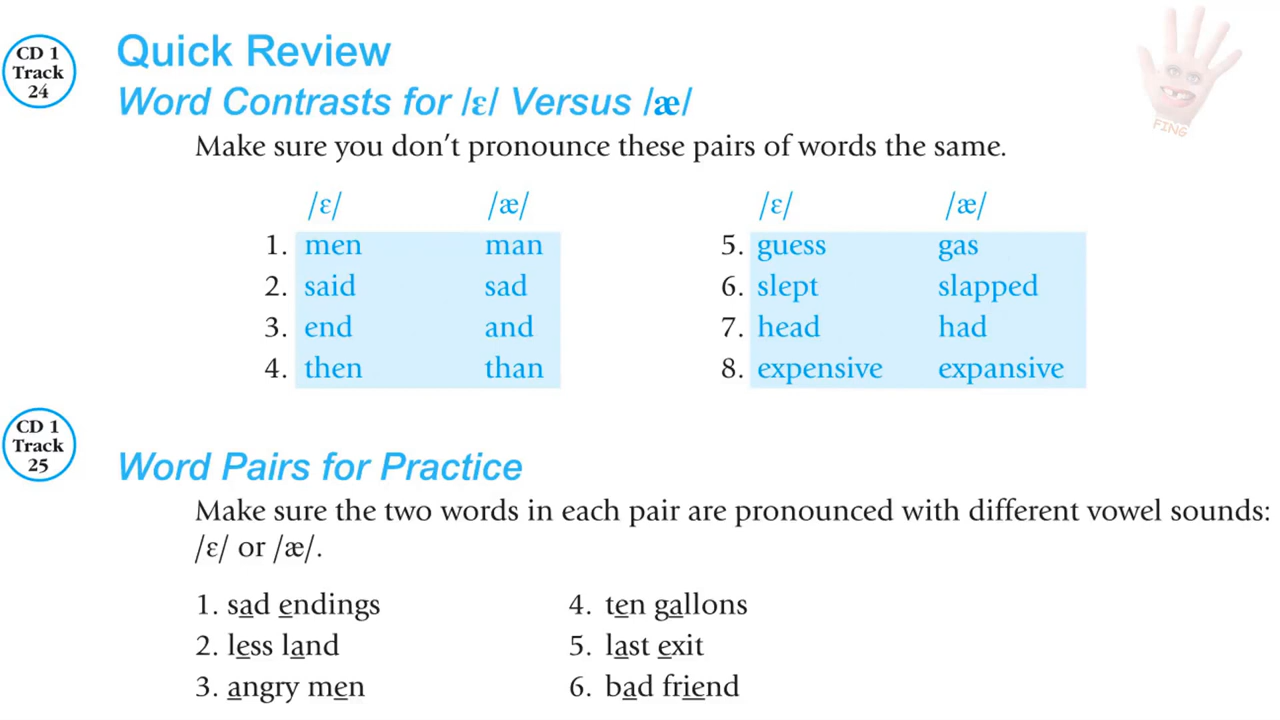 CD 1
Track
24
Quick Review
Word Contrasts for /ɛ/ Versus /æ/
FING
Make sure you don’t pronounce these pairs of words the same.
/ɛ/ /æ/ /ɛ/ /æ/
1. men man 5. guess gas
2. said sad 6. slept slapped
3. end and 7. head had
4. then than 8. expensive expansive
CD 1
Track
25
Word Pairs for Practice
Make sure the two words in each pair are pronounced with different vowel sounds:
/ɛ/ or /æ/.
1. sad endings 4. ten gallons
2. less land 5. last exit
3. angry men 6. bad friend